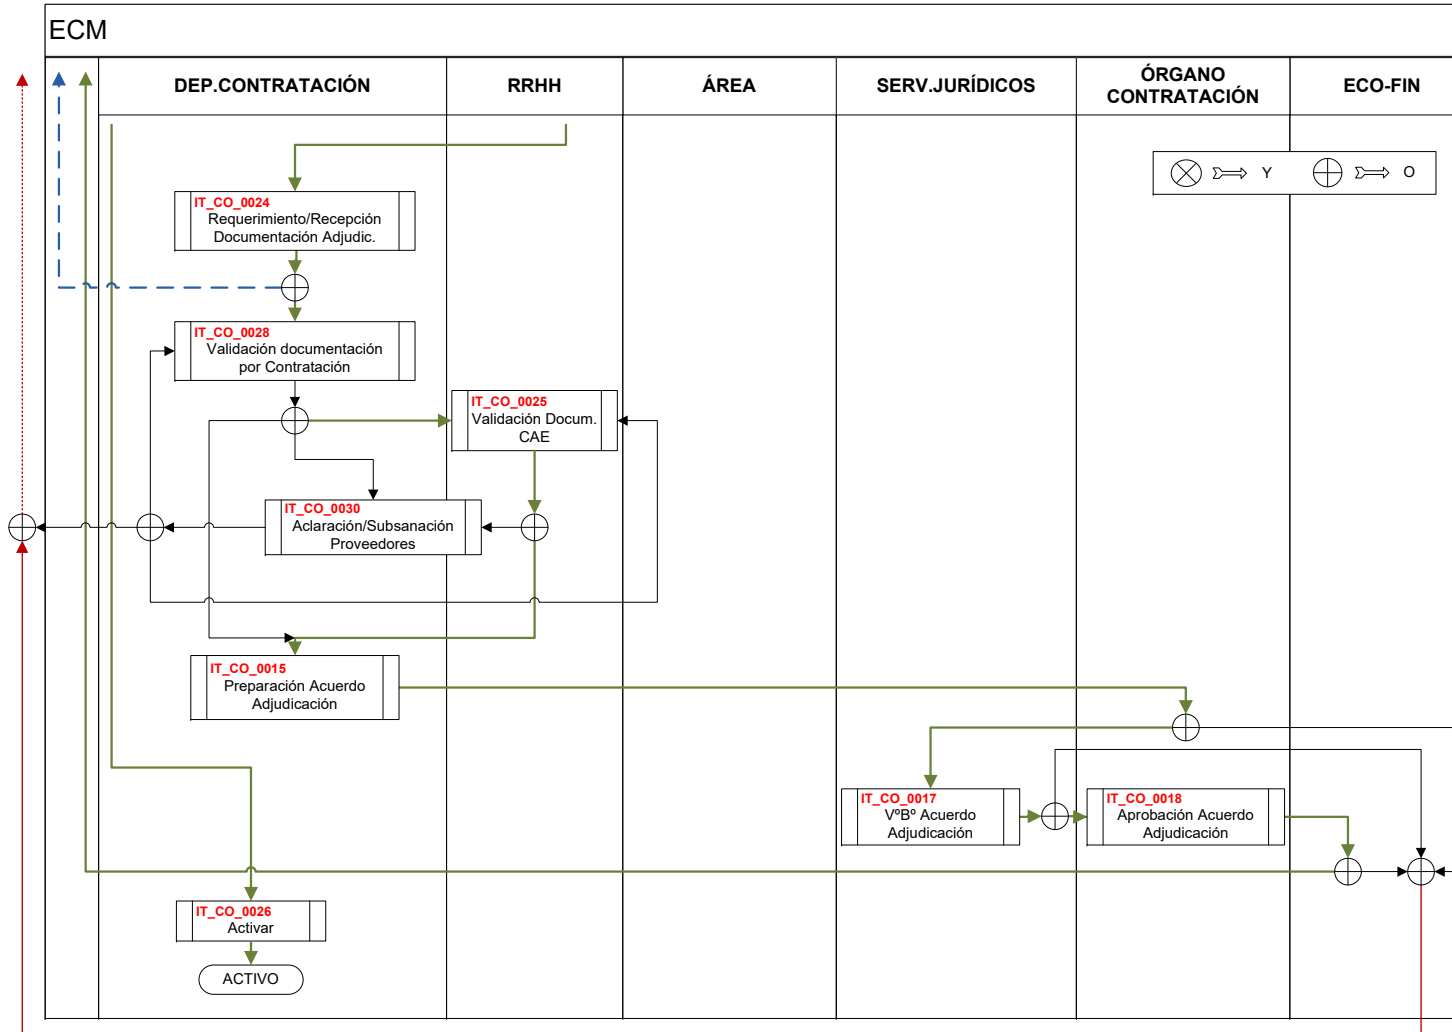 ECM
DEP.CONTRATACIÓN
RRHH
ÁREA
SERV.JURÍDICOS
ÓRGANO
CONTRATACIÓN
ECO-FIN
Y
O
IT_CO_0024
Requerimiento/Recepción
Documentación Adjudic.
IT_CO_0028
Validación documentación
por Contratación
IT_CO_0025
Validación Docum.
CAE
IT_CO_0030
Aclaración/Subsanación
Proveedores
IT_CO_0015
Preparación Acuerdo
Adjudicación
IT_CO_0017
VºBº Acuerdo
Adjudicación
IT_CO_0018
Aprobación Acuerdo
Adjudicación
IT_CO_0026
Activar
ACTIVO